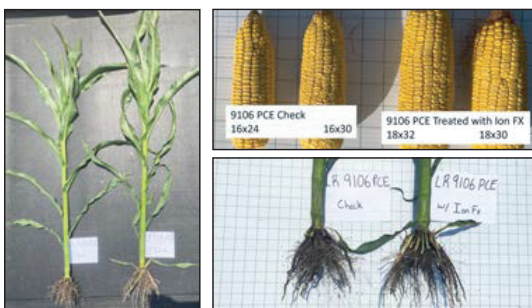 9106 PCE Check
16x24 16x30
9106 PCE Treated with Ion FX
18x32 18x30
LR 9106 PCE
Check
LR 9106 PCE
w/ Ion Fx